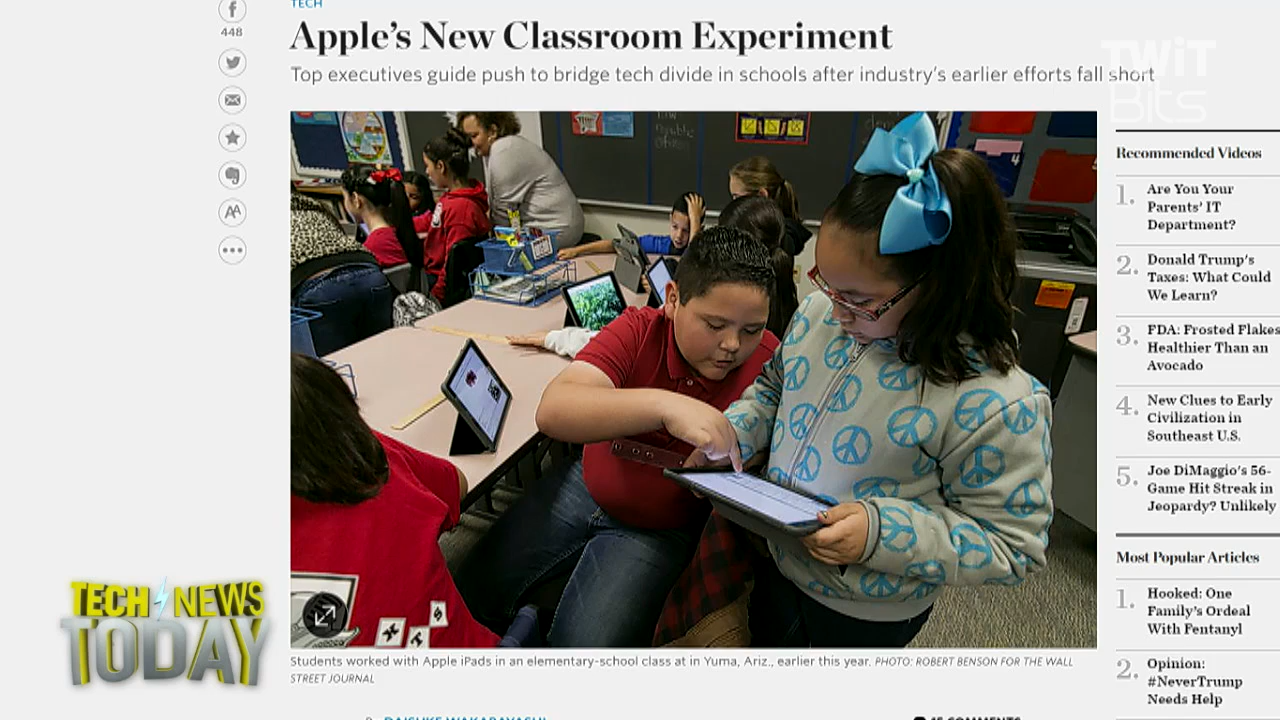 TECH
448
Apple's New Classroom Experiment
Top executives guide push to bridge tech divide in schools after industry's earlier efforts fall short
TWiT
Bits
Recommended Videos
1. Are You Your
Parents' IT
Department?
2. Donald Trump's
Taxes: What Could
We Learn?
3. FDA: Frosted Flakes
Healthier Than an
Avocado
4. New Clues to Early
Civilization in
Southeast U.S.
5. Joe DiMaggio's 56-
Game Hit Streak in
Jeopardy? Unlikely
Most Popular Articles
1. Hooked: One
Family's Ordeal
With Fentanyl
2. Opinion:
#NeverTrump
Needs Help
TECH NEWS
TODAY
Students worked with Apple iPads in an elementary-school class at in Yuma, Ariz., earlier this year. PHOTO: ROBERT BENSON FOR THE WALL
STREET JOURNAL
By DAISUKE WAKABAYASHI
45 COMMENTS